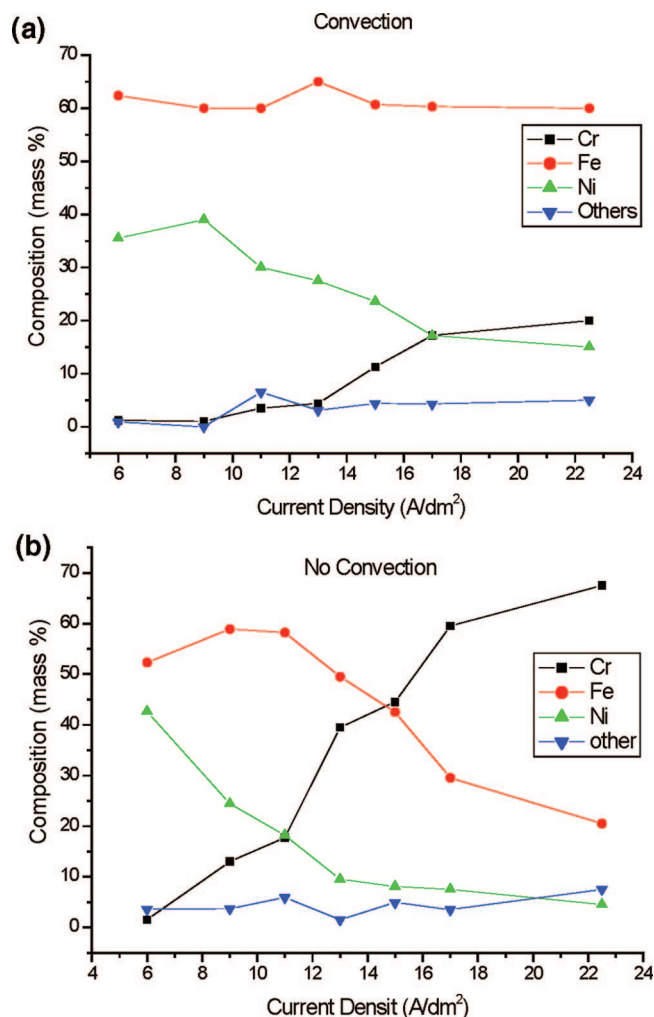 (a)
Convection
70
60
50
40
30
20
10
0
Composition (mass %)
Cr
Fe
Ni
Others
6 8 10 12 14 16 18 20 22 24
Current Density (A/dm²)
(b)
No Convection
70
60
50
40
30
20
10
0
Composition (mass %)
Cr
Fe
Ni
other
4 6 8 10 12 14 16 18 20 22 24
Current Densit (A/dm²)